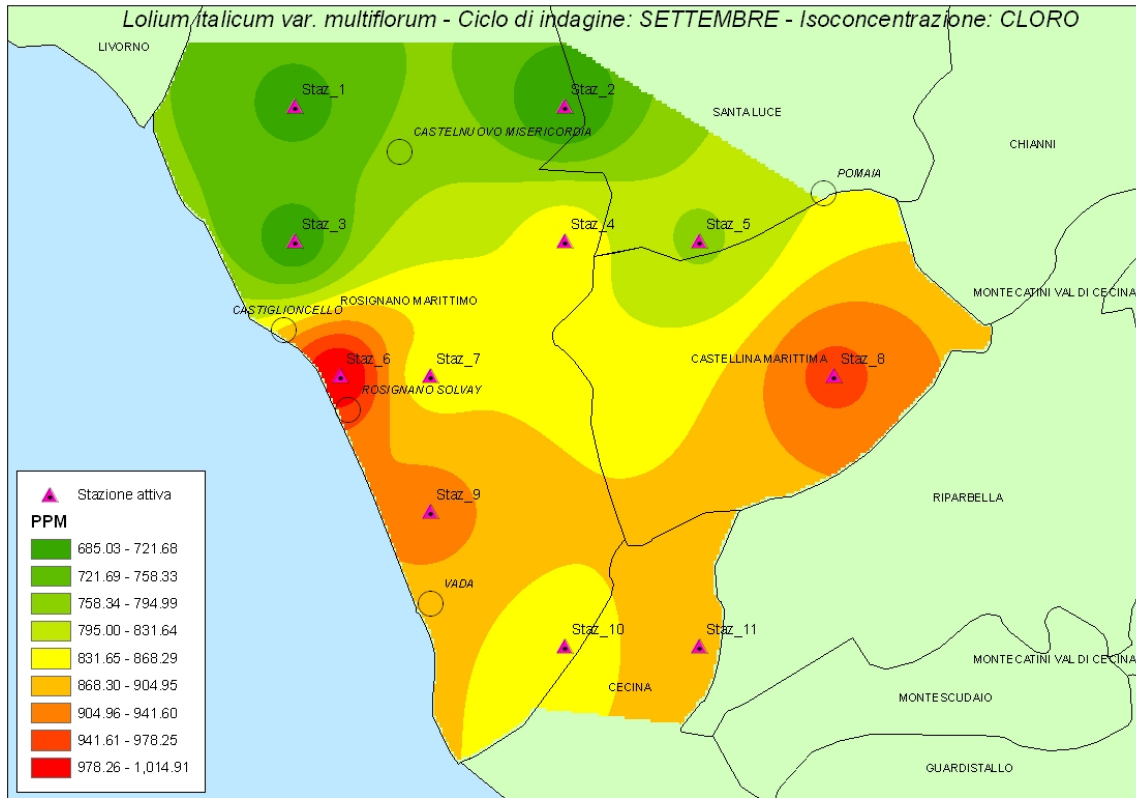 Lolium italicum var. multiflorum - Ciclo di indagine: SETTEMBRE - Isoconcentrazione: CLORO
LIVORNO
Staz_1
Staz_2
SANTA LUCE
CASTELNUOVO MISERICORDIA
CHIANNI
POMAIA
Staz_3
Staz_4
Staz_5
MONTECATINI VAL DI CECINA
ROSIGNANO MARITTIMO
CASTIGLIONCELLO
Staz_6
Staz_7
CASTELLINA MARITTIMA
Staz_8
ROSIGNANO SOLVAY
Staz_9
RIPARBELLA
VADA
Staz_10
Staz_11
MONTECATINI VAL DI CECINA
CECINA
MONTESCUDAIO
GUARDISTALLO
Stazione attiva
PPM
685.03 - 721.68
721.69 - 758.33
758.34 - 794.99
795.00 - 831.64
831.65 - 868.29
868.30 - 904.95
904.96 - 941.60
941.61 - 978.25
978.26 - 1,014.91